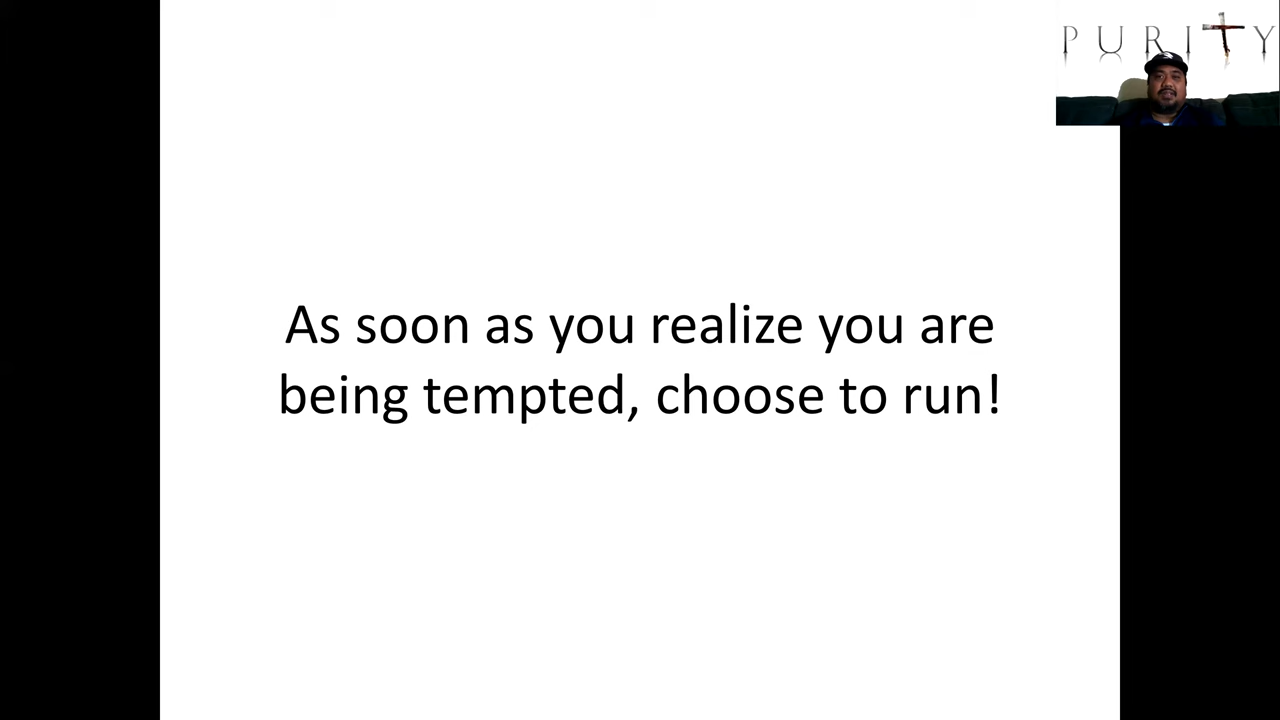 PURITY
As soon as you realize you are
being tempted, choose to run!